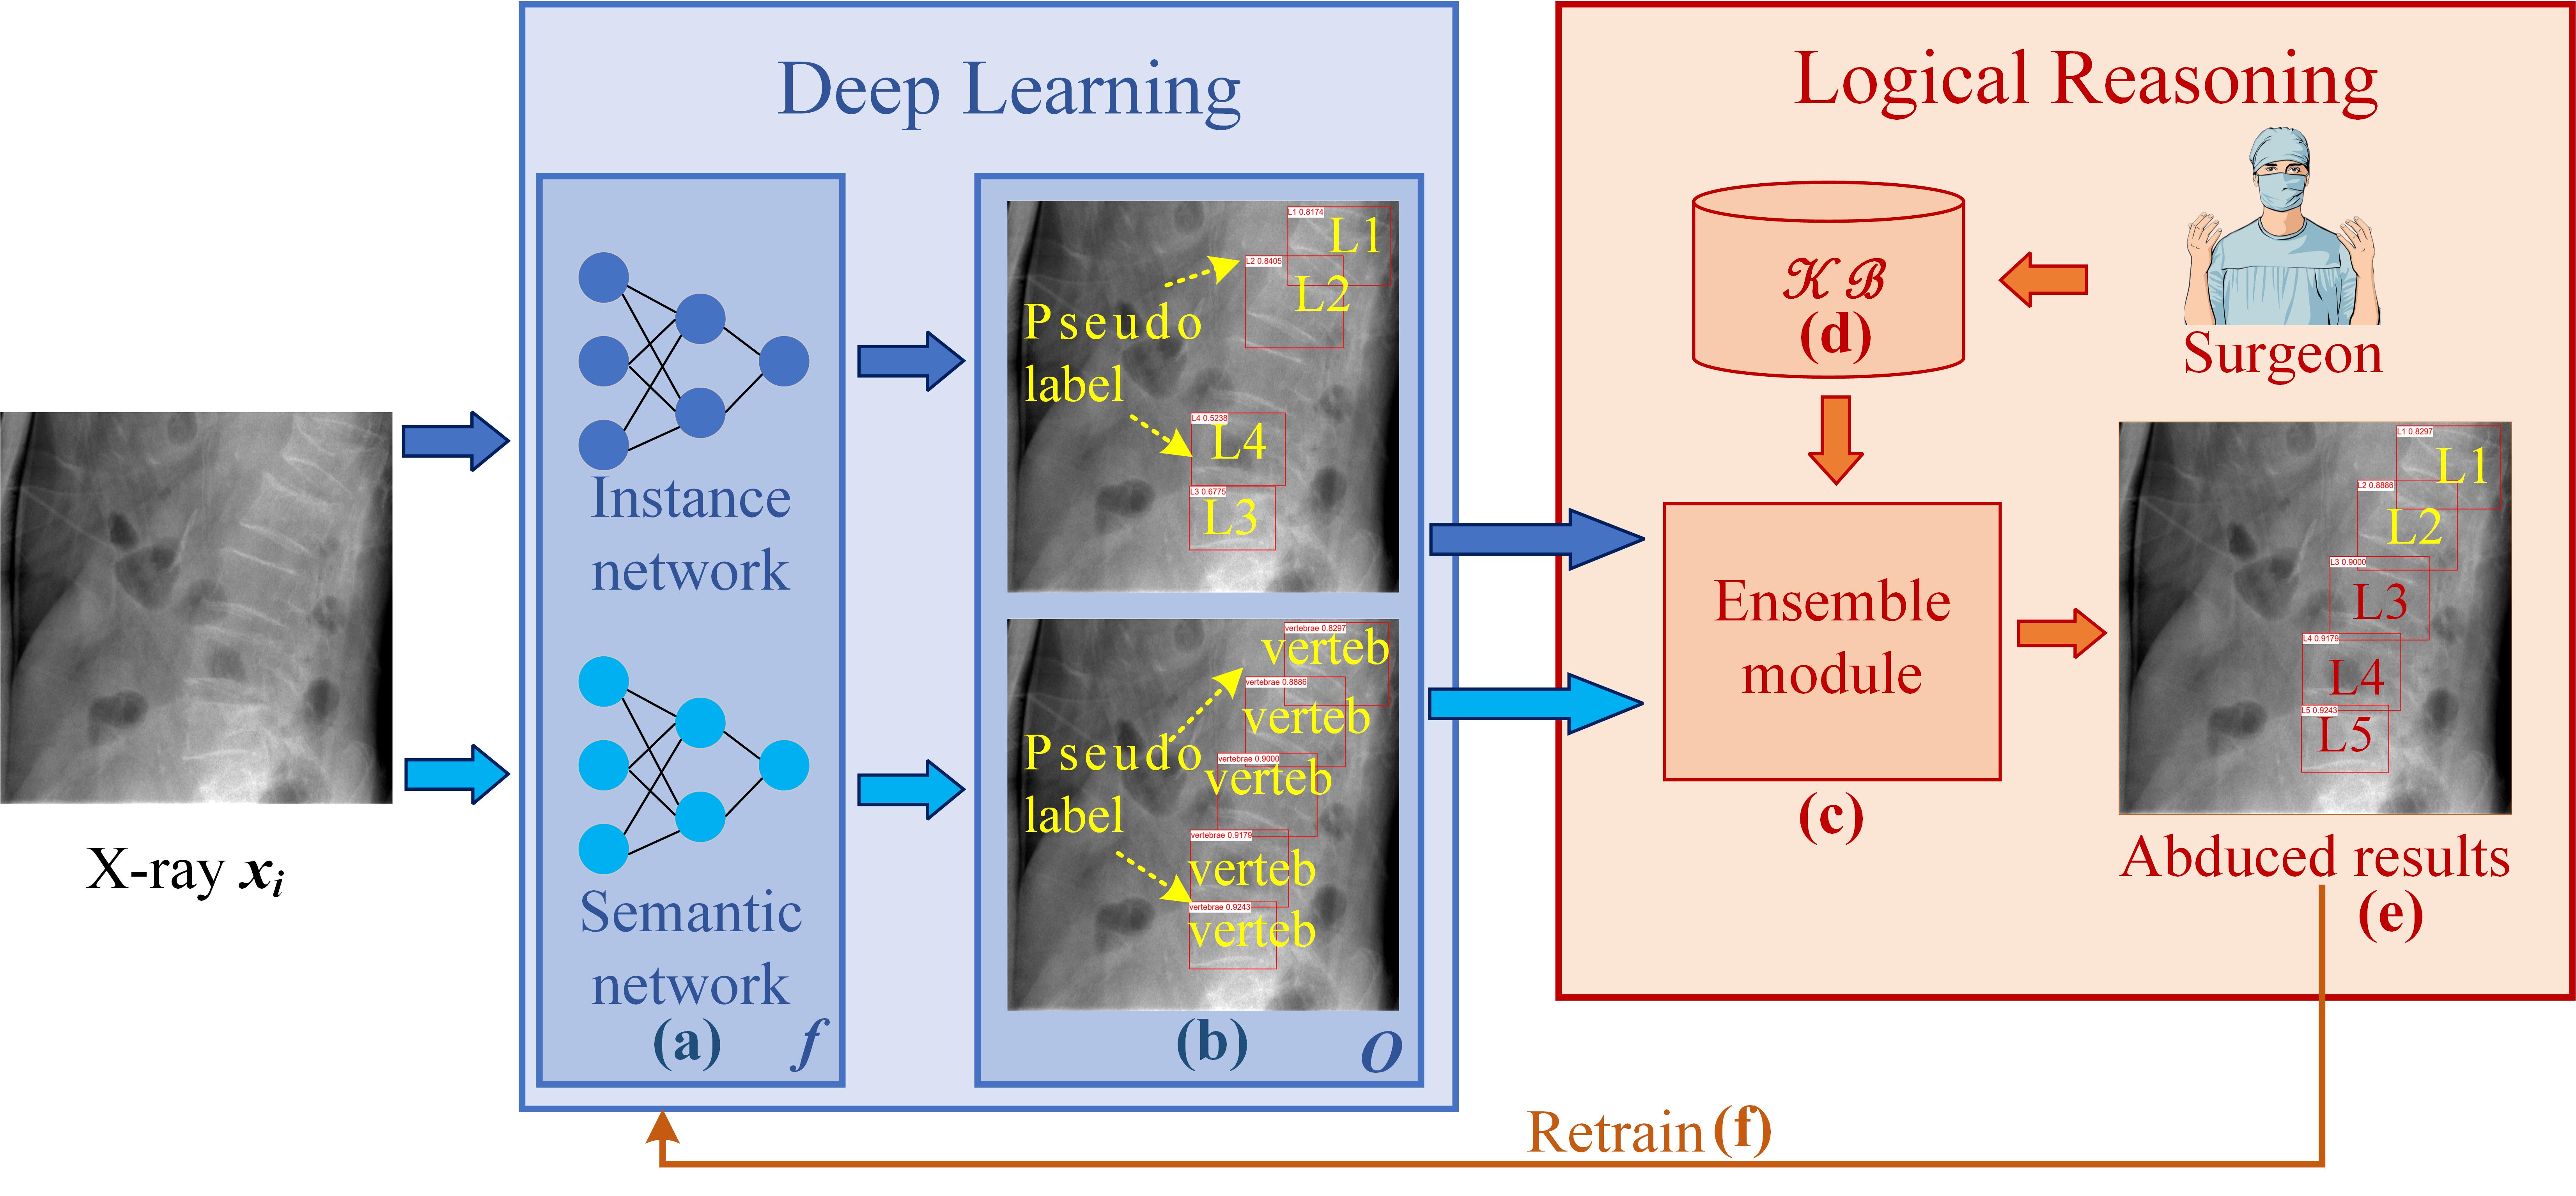 Deep Learning
Logical Reasoning
X-ray xᵢ
Instance
network
Semantic
network
(a)
f
L1 0.8174
L1
L2 0.8405
L2
Pseudo
label
L4 0.5238
L4
L3 0.6775
L3
vertebrae 0.8297
verteb
vertebrae 0.8886
verteb
Pseudo
label
vertebrae 0.9000
verteb
vertebrae 0.9179
verteb
vertebrae 0.9243
verteb
(b)
O
𝒦ℬ
(d)
Surgeon
Ensemble
module
(c)
L1 0.8297
L1
L2 0.8886
L2
L3 0.9000
L3
L4 0.9179
L4
L5 0.9243
L5
Abduced results
(e)
Retrain (f)